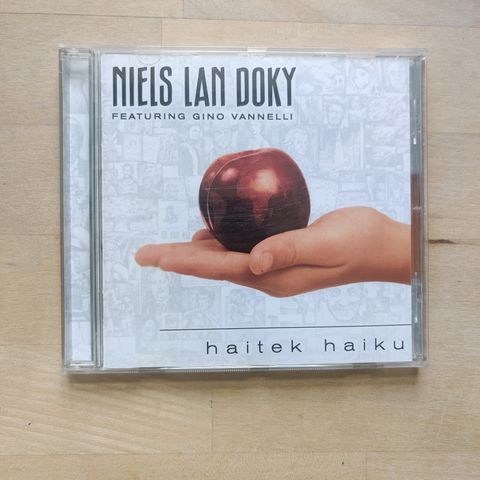 NIELS LAN DOKY
FEATURING GINO VANNELLI
haitek haiku